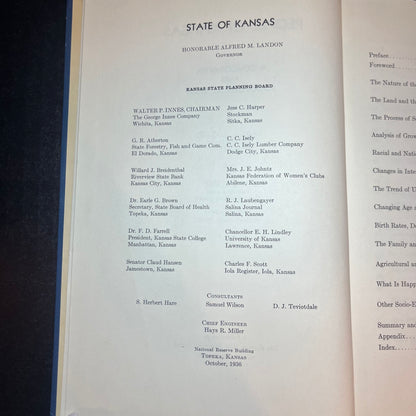 STATE OF KANSAS
HONORABLE ALFRED M. LANDON
GOVERNOR
KANSAS STATE PLANNING BOARD
WALTER P. INNES, CHAIRMAN
The George Innes Company
Wichita, Kansas
Jess C. Harper
Stockman
Sitka, Kansas
G. R. Atherton
State Forestry, Fish and Game Com.
El Dorado, Kansas
C. C. Isely
C. C. Isely Lumber Company
Dodge City, Kansas
Willard J. Breidenthal
Riverview State Bank
Kansas City, Kansas
Mrs. J. E. Johntz
Kansas Federation of Women's Clubs
Abilene, Kansas
Dr. Earle G. Brown
Secretary, State Board of Health
Topeka, Kansas
R. J. Laubengayer
Salina Journal
Salina, Kansas
Dr. F. D. Farrell
President, Kansas State College
Manhattan, Kansas
Chancellor E. H. Lindley
University of Kansas
Lawrence, Kansas
Senator Claud Hansen
Jamestown, Kansas
Charles F. Scott
Iola Register, Iola, Kansas
CONSULTANTS
S. Herbert Hare
Samuel Wilson
D. J. Teviotdale
CHIEF ENGINEER
Hays R. Miller
National Reserve Building
TOPEKA, KANSAS
October, 1936
Preface
Foreword
The Nature of th
The Land and th
The Process of S
Analysis of Grow
Racial and Natio
Changes in Inter
The Trend of U
Changing Age a
Birth Rates, De
The Family and
Agricultural an
What Is Happ
Other Socio-E
Summary and
Appendix
Index